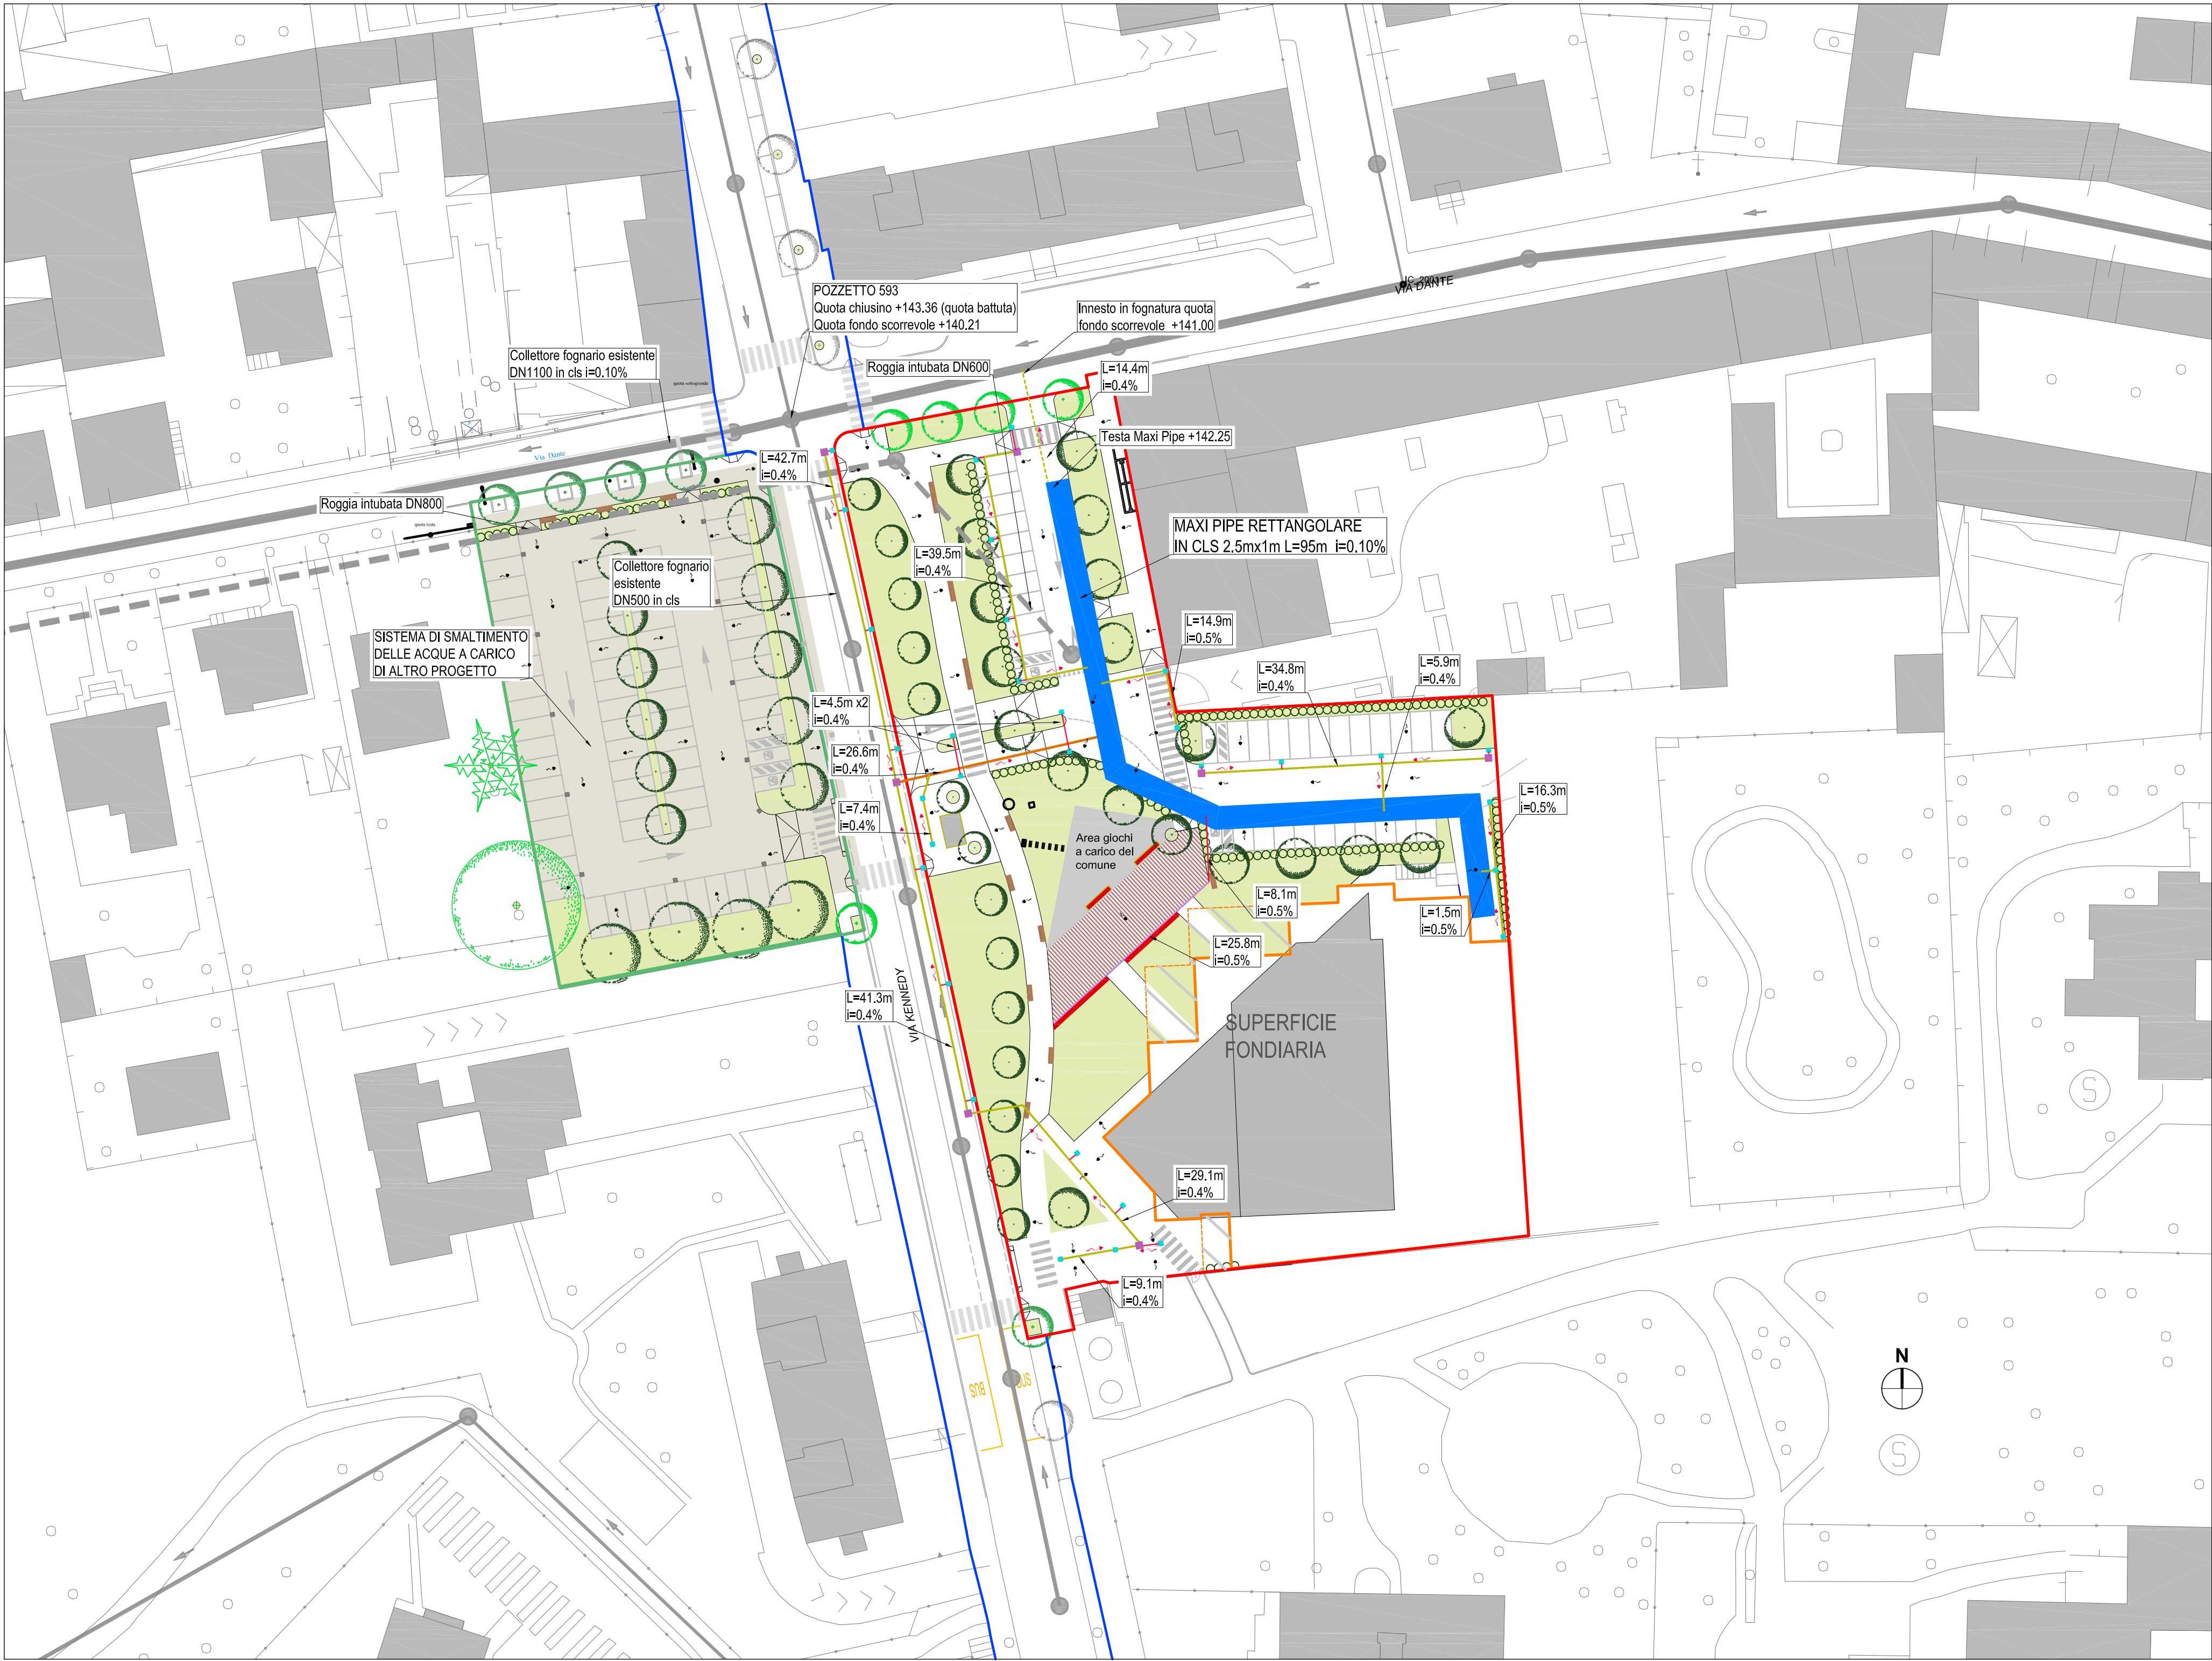 POZZETTO 593
Quota chiusino +143.36 (quota battuta)
Quota fondo scorrevole +140.21
Innesto in fognatura quota
fondo scorrevole +141.00
VIA DANTE
Collettore fognario esistente
DN1100 in cls i=0.10%
quota sottogronda
Roggia intubata DN600
L=14.4m
i=0.4%
Testa Maxi Pipe +142.25
Via Dante
L=42.7m
i=0.4%
Roggia intubata DN800
quota isola
MAXI PIPE RETTANGOLARE
IN CLS 2.5mx1m L=95m i=0.10%
L=39.5m
i=0.4%
Collettore fognario
esistente
DN500 in cls
SISTEMA DI SMALTIMENTO
DELLE ACQUE A CARICO
DI ALTRO PROGETTO
L=14.9m
i=0.5%
L=34.8m
i=0.4%
L=5.9m
i=0.4%
L=4.5m x2
i=0.4%
L=26.6m
i=0.4%
L=16.3m
i=0.5%
L=7.4m
i=0.4%
Area giochi
a carico del
comune
L=8.1m
i=0.5%
L=1.5m
i=0.5%
L=25.8m
i=0.5%
VIA KENNEDY
L=41.3m
i=0.4%
SUPERFICIE
FONDIARIA
S
L=29.1m
i=0.4%
L=9.1m
i=0.4%
N
BUS
BUS
S